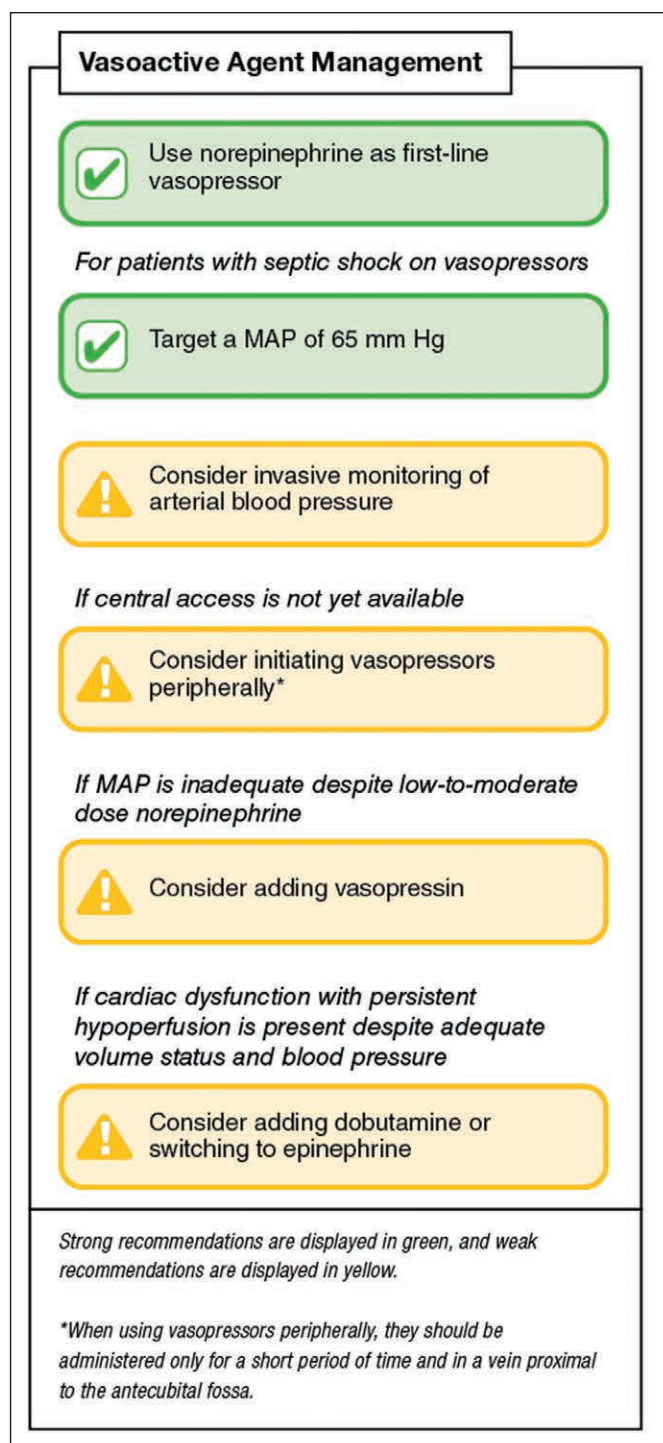 Vasoactive Agent Management
Use norepinephrine as first-line
vasopressor
For patients with septic shock on vasopressors
Target a MAP of 65 mm Hg
Consider invasive monitoring of
arterial blood pressure
If central access is not yet available
Consider initiating vasopressors
peripherally*
If MAP is inadequate despite low-to-moderate
dose norepinephrine
Consider adding vasopressin
If cardiac dysfunction with persistent
hypoperfusion is present despite adequate
volume status and blood pressure
Consider adding dobutamine or
switching to epinephrine
Strong recommendations are displayed in green, and weak
recommendations are displayed in yellow.
*When using vasopressors peripherally, they should be
administered only for a short period of time and in a vein proximal
to the antecubital fossa.